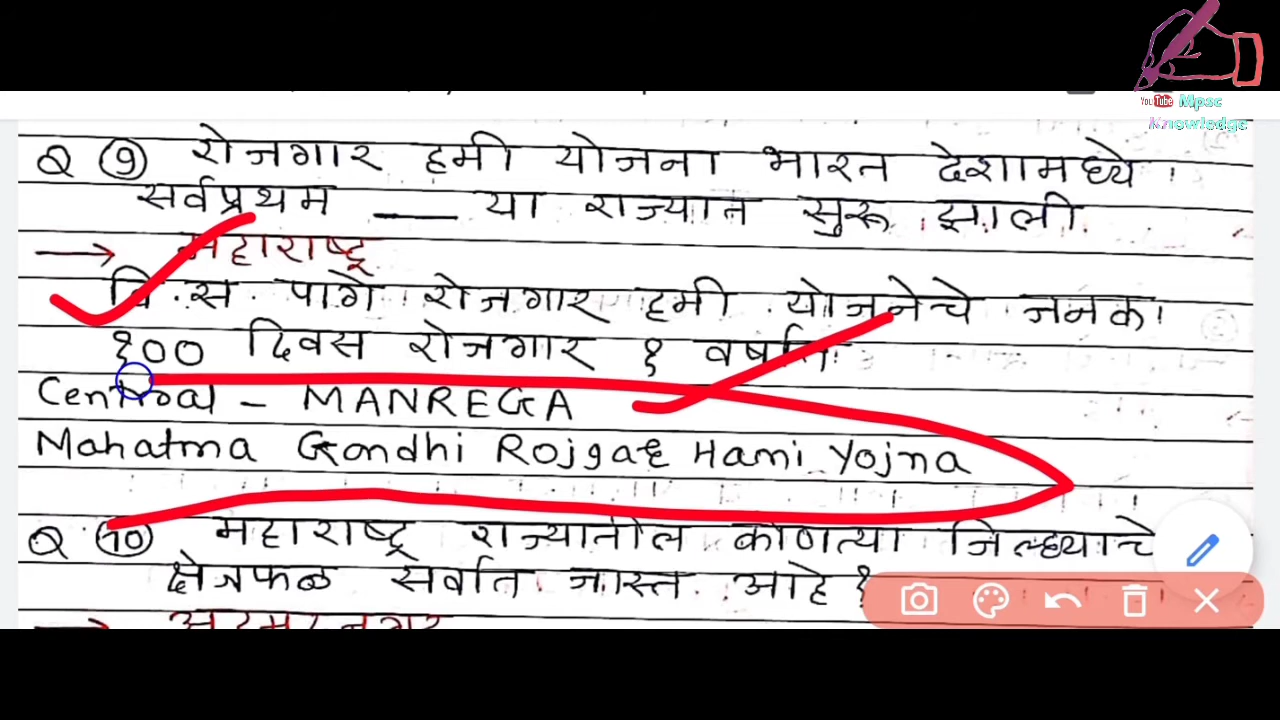 YouTube Mpsc
Knowledge
Q 9 रोजगार हमी योजना भारत देशामध्ये
सर्वप्रथम ___ या राज्यात सुरू झाली.
→ महाराष्ट्र
वि.स. पागे रोजगार हमी योजनेचे जनक
१०० दिवस रोजगार १ वर्षात
Central - MANREGA
Mahatma Gandhi Rojgar Hami Yojna
Q 10 महाराष्ट्र राज्यातील कोणत्या जिल्ह्याचे
क्षेत्रफळ सर्वात जास्त आहे?
→ अहमदनगर